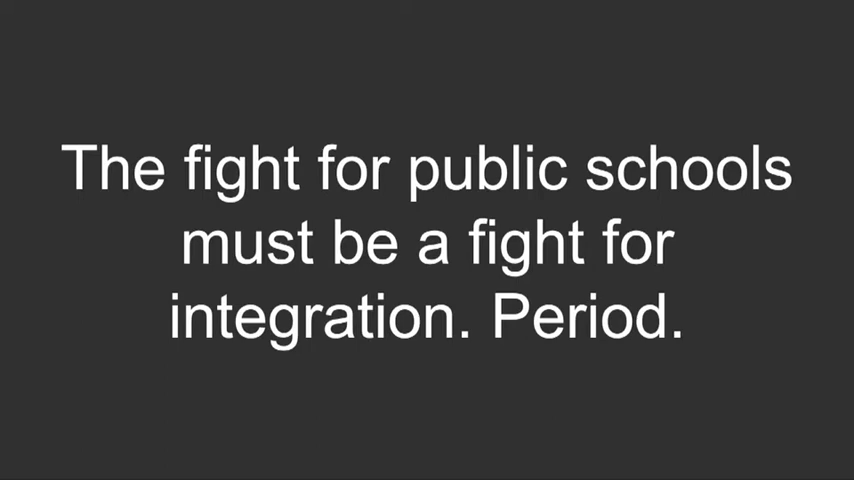 The fight for public schools
must be a fight for
integration. Period.